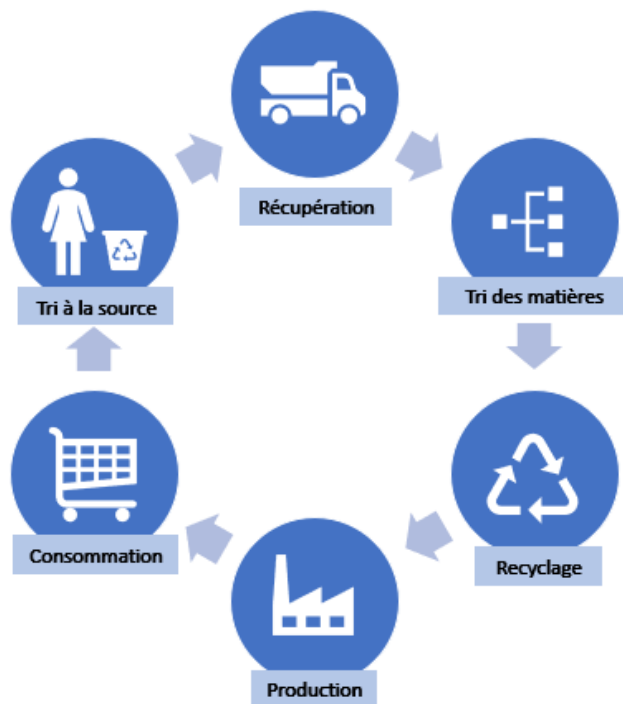 Récupération
Tri des matières
Recyclage
Production
Consommation
Tri à la source